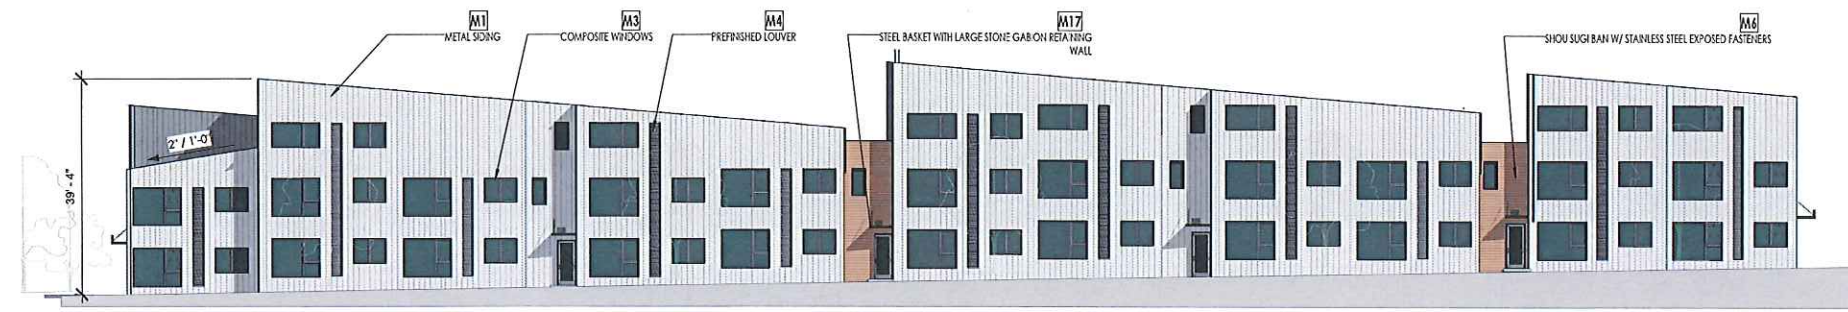 M1
METAL SIDING
M3
COMPOSITE WINDOWS
M4
PREFINISHED LOUVER
M17
STEEL BASKET WITH LARGE STONE GABION RETAINING
WALL
M6
SHOU SUGI BAN W/ STAINLESS STEEL EXPOSED FASTENERS
2" / 1'-0"
39' - 4"